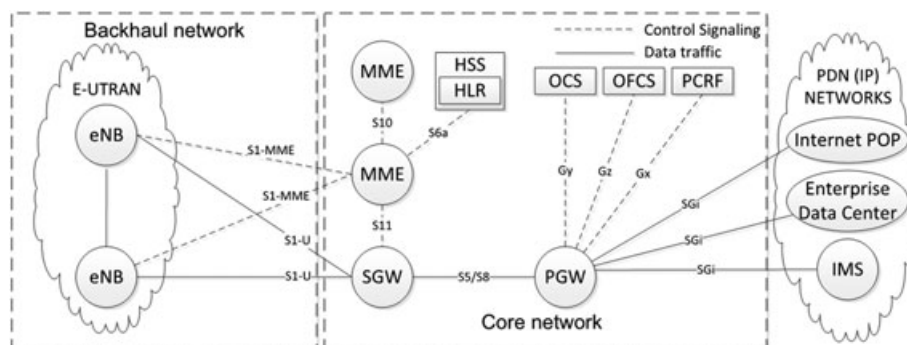 Backhaul network
E-UTRAN
eNB
eNB
S1-MME
S1-MME
S1-U
S1-U
Control Signaling
Data traffic
MME
HSS
HLR
OCS
OFCS
PCRF
S10
S6a
MME
S11
SGW
S5/S8
PGW
Gy
Gz
Gx
Core network
SGi
SGi
SGi
PDN (IP)
NETWORKS
Internet POP
Enterprise
Data Center
IMS